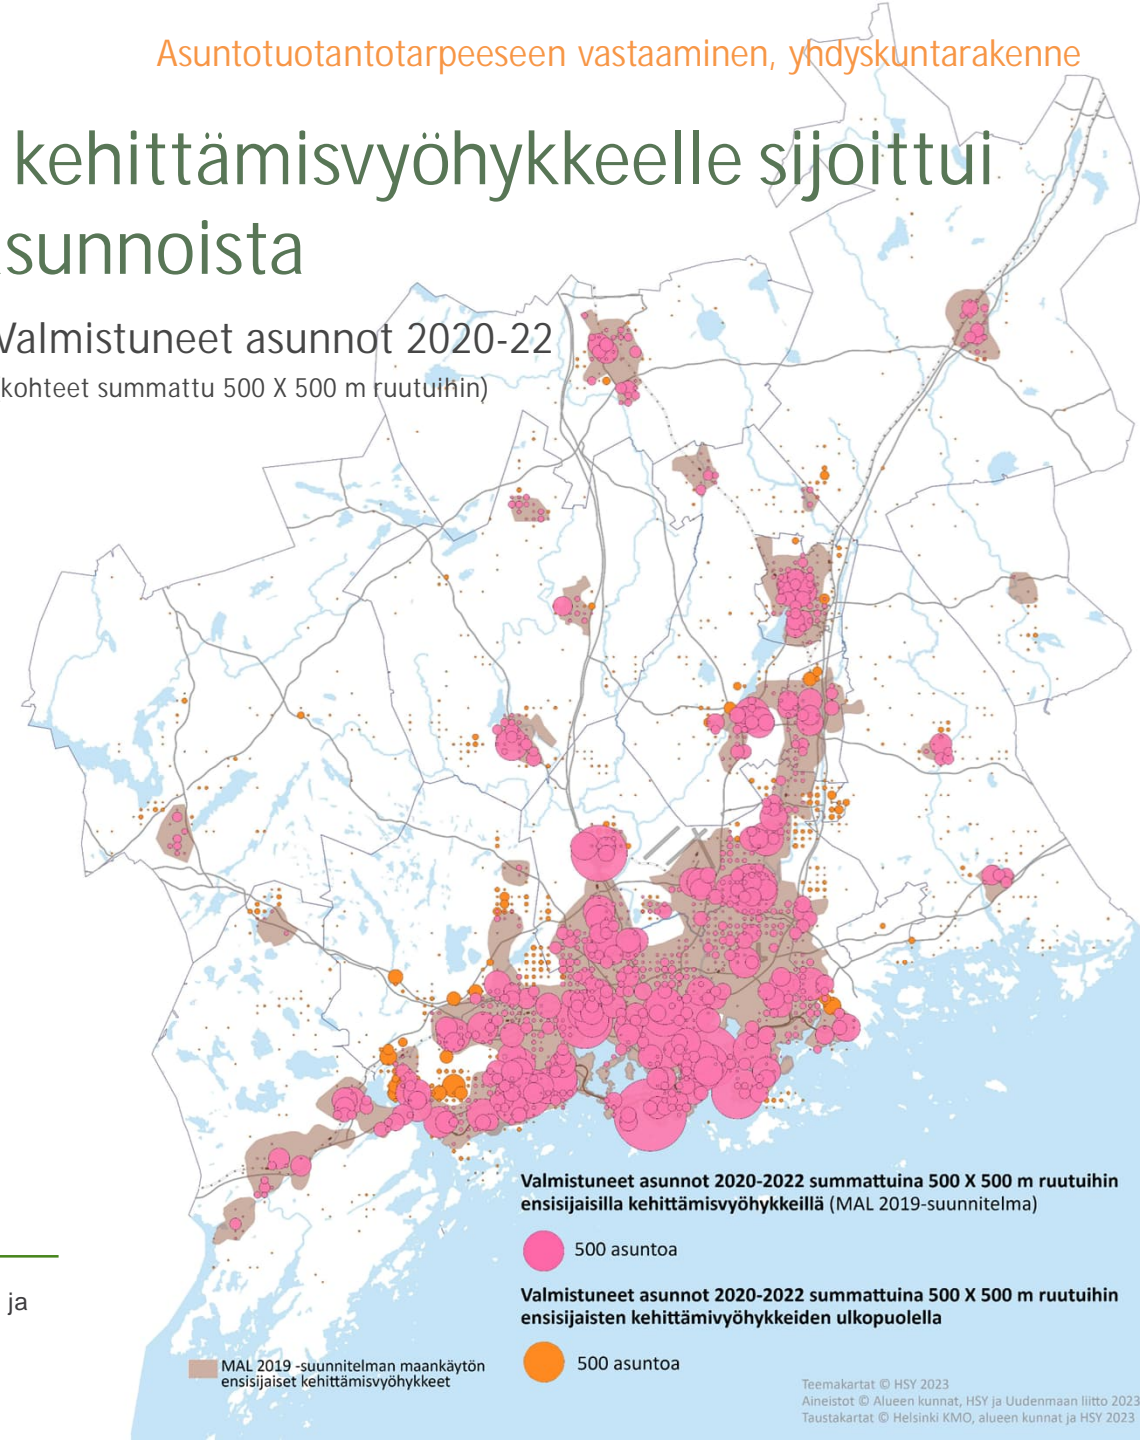 Asuntotuotantotarpeeseen vastaaminen, yhdyskuntarakenne
kehittämisvyöhykkeelle sijoittui
sunnoista
Valmistuneet asunnot 2020-22
kohteet summattu 500 X 500 m ruutuihin)
Valmistuneet asunnot 2020-2022 summattuina 500 X 500 m ruutuihin
ensisijaisilla kehittämisvyöhykkeillä (MAL 2019-suunnitelma)
500 asuntoa
Valmistuneet asunnot 2020-2022 summattuina 500 X 500 m ruutuihin
ensisijaisten kehittämivyöhykkeiden ulkopuolella
500 asuntoa
ja
MAL 2019 -suunnitelman maankäytön
ensisijaiset kehittämisvyöhykkeet
Teemakartat © HSY 2023
Aineistot © Alueen kunnat, HSY ja Uudenmaan liitto 2023
Taustakartat © Helsinki KMO, alueen kunnat ja HSY 2023